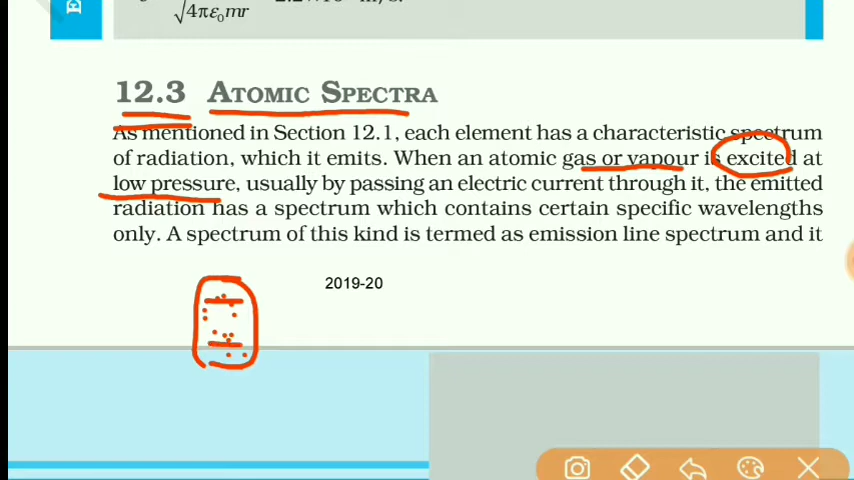 √4πε₀mr
12.3 ATOMIC SPECTRA
As mentioned in Section 12.1, each element has a characteristic spectrum
of radiation, which it emits. When an atomic gas or vapour is excited at
low pressure, usually by passing an electric current through it, the emitted
radiation has a spectrum which contains certain specific wavelengths
only. A spectrum of this kind is termed as emission line spectrum and it
2019-20